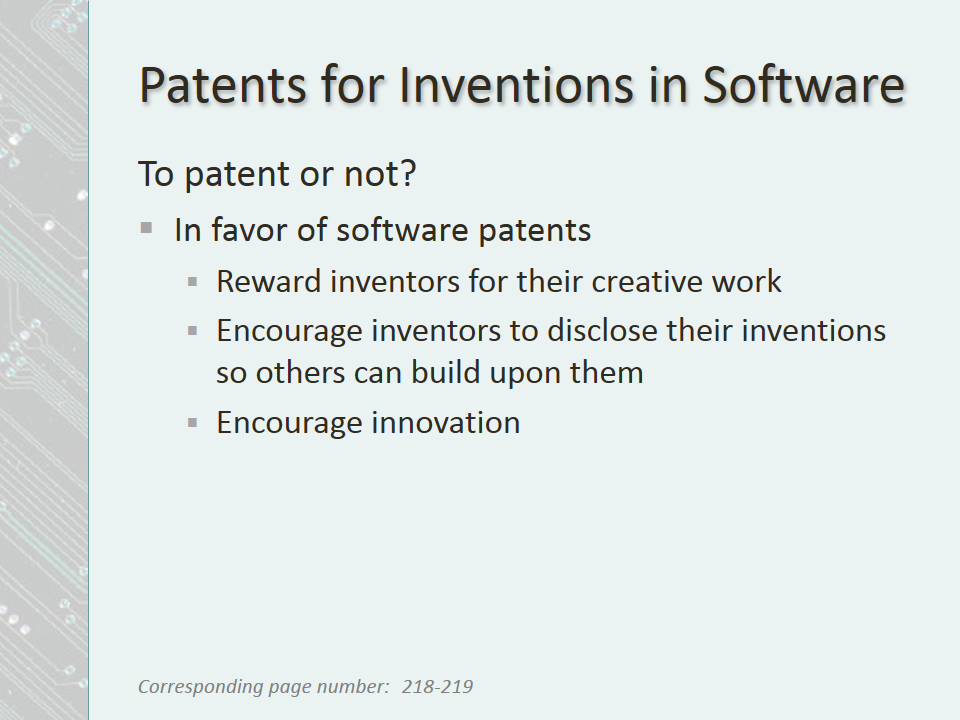 Patents for Inventions in Software
To patent or not?
▪ In favor of software patents
▪ Reward inventors for their creative work
▪ Encourage inventors to disclose their inventions
so others can build upon them
▪ Encourage innovation
Corresponding page number: 218-219